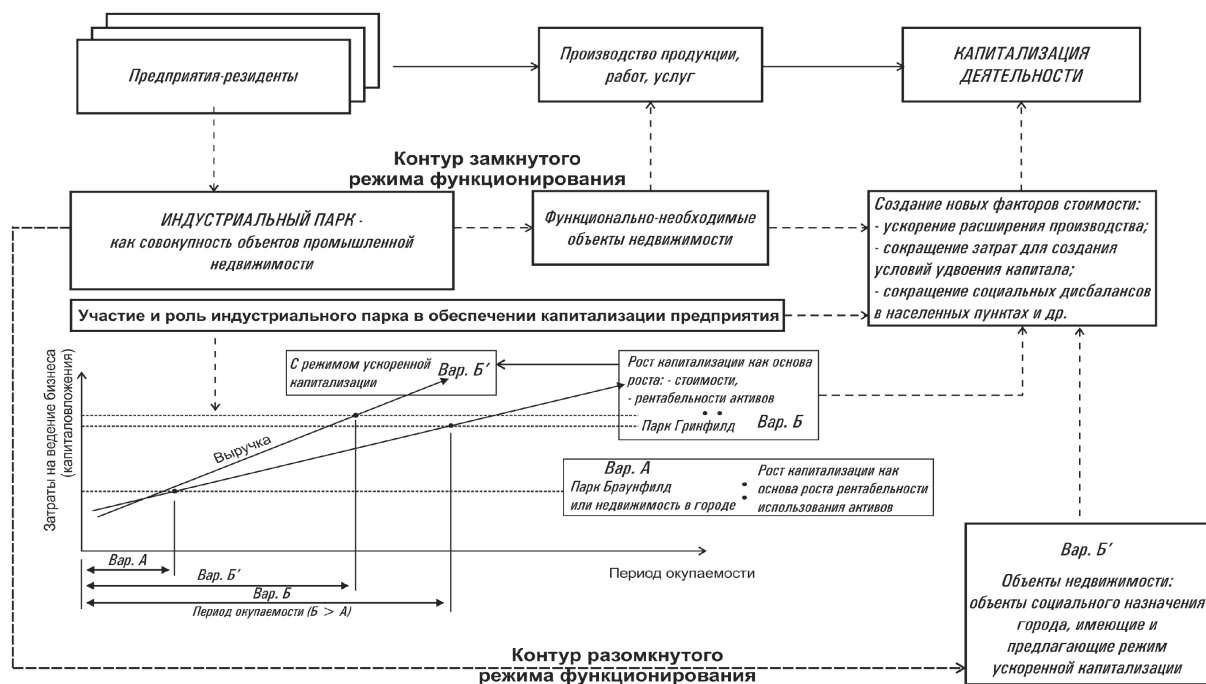 Предприятия-резиденты
Производство продукции,
работ, услуг
КАПИТАЛИЗАЦИЯ
ДЕЯТЕЛЬНОСТИ
Контур замкнутого
режима функционирования
ИНДУСТРИАЛЬНЫЙ ПАРК -
как совокупность объектов промышленной
недвижимости
Функционально-необходимые
объекты недвижимости
Создание новых факторов стоимости:
- ускорение расширения производства;
- сокращение затрат для создания
условий удвоения капитала;
- сокращение социальных дисбалансов
в населенных пунктах и др.
Участие и роль индустриального парка в обеспечении капитализации предприятия
Затраты на ведение бизнеса
(капиталовложения)
С режимом ускоренной
капитализации
Вар. Б′
Рост капитализации как основа
роста: - стоимости,
- рентабельности активов
Парк Гринфилд
Вар. Б
Выручка
Вар. А
Парк Браунфилд
или недвижимость в городе
Рост капитализации как
основа роста рентабельности
использования активов
Вар. А
Вар. Б′
Вар. Б
Период окупаемости (Б > А)
Период окупаемости
Вар. Б′
Объекты недвижимости:
объекты социального назначения
города, имеющие и
предлагающие режим
ускоренной капитализации
Контур разомкнутого
режима функционирования